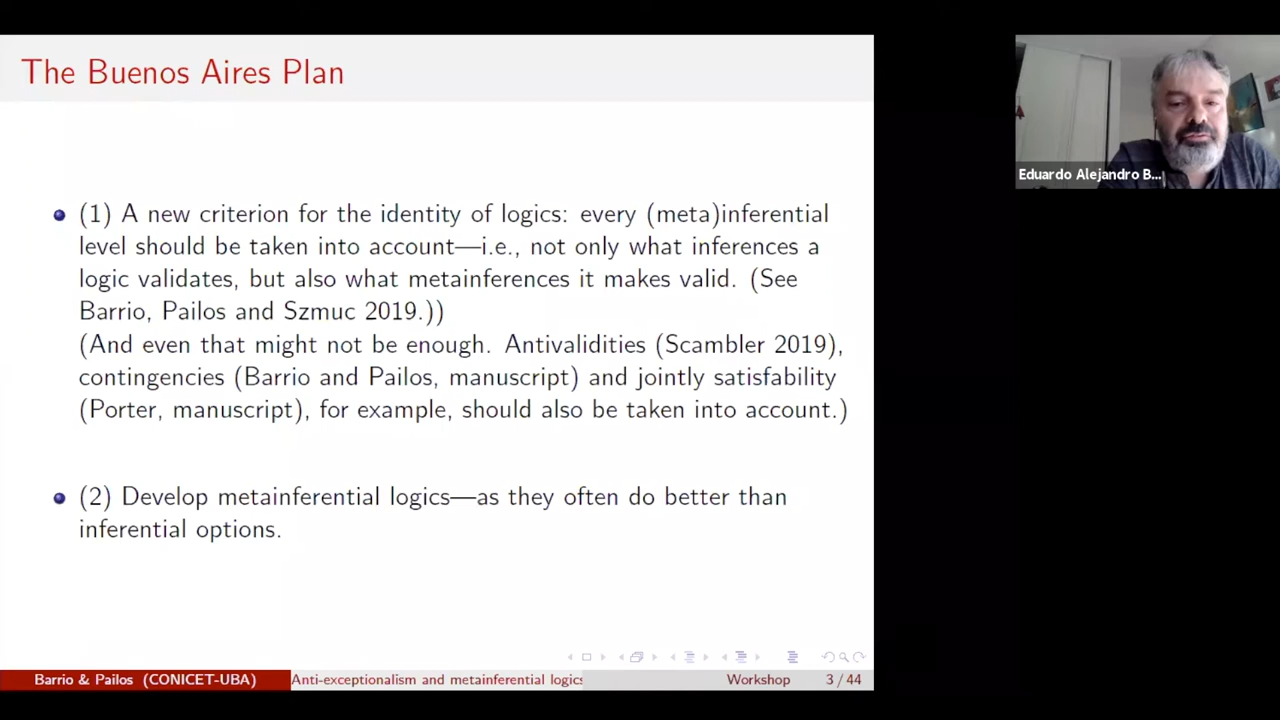 The Buenos Aires Plan
(1) A new criterion for the identity of logics: every (meta)inferential
level should be taken into account—i.e., not only what inferences a
logic validates, but also what metainferences it makes valid. (See
Barrio, Pailos and Szmuc 2019.))
(And even that might not be enough. Antivalidities (Scambler 2019),
contingencies (Barrio and Pailos, manuscript) and jointly satisfability
(Porter, manuscript), for example, should also be taken into account.)
(2) Develop metainferential logics—as they often do better than
inferential options.
Barrio & Pailos (CONICET-UBA) Anti-exceptionalism and metainferential logics Workshop 3 / 44
Eduardo Alejandro B...